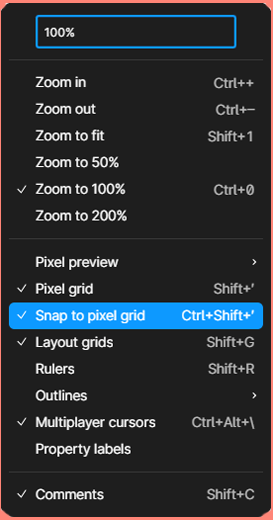 100%
Zoom in Ctrl++
Zoom out Ctrl+—
Zoom to fit Shift+1
Zoom to 50%
Zoom to 100% Ctrl+0
Zoom to 200%
Pixel preview
Pixel grid Shift+'
Snap to pixel grid Ctrl+Shift+'
Layout grids Shift+G
Rulers Shift+R
Outlines
Multiplayer cursors Ctrl+Alt+\
Property labels
Comments Shift+C